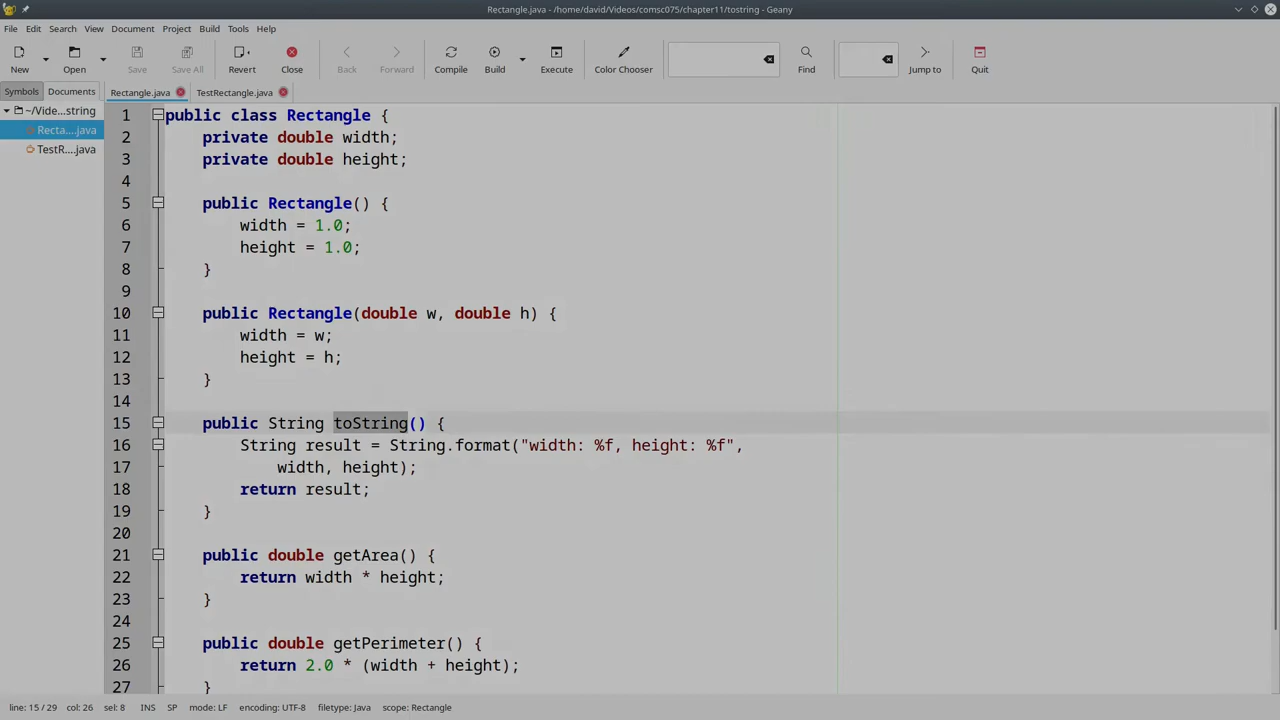 Rectangle.java - /home/david/Videos/comsc075/chapter11/tostring - Geany
File Edit Search View Document Project Build Tools Help
New Open Save Save All Revert Close Back Forward Compile Build Execute Color Chooser Find Jump to Quit
Symbols Documents Rectangle.java TestRectangle.java
~/Vide...string
Recta....java
TestR....java
1 public class Rectangle {
2 private double width;
3 private double height;
4
5 public Rectangle() {
6 width = 1.0;
7 height = 1.0;
8 }
9
10 public Rectangle(double w, double h) {
11 width = w;
12 height = h;
13 }
14
15 public String toString() {
16 String result = String.format("width: %f, height: %f",
17 width, height);
18 return result;
19 }
20
21 public double getArea() {
22 return width * height;
23 }
24
25 public double getPerimeter() {
26 return 2.0 * (width + height);
27 }
line: 15 / 29 col: 26 sel: 8 INS SP mode: LF encoding: UTF-8 filetype: Java scope: Rectangle